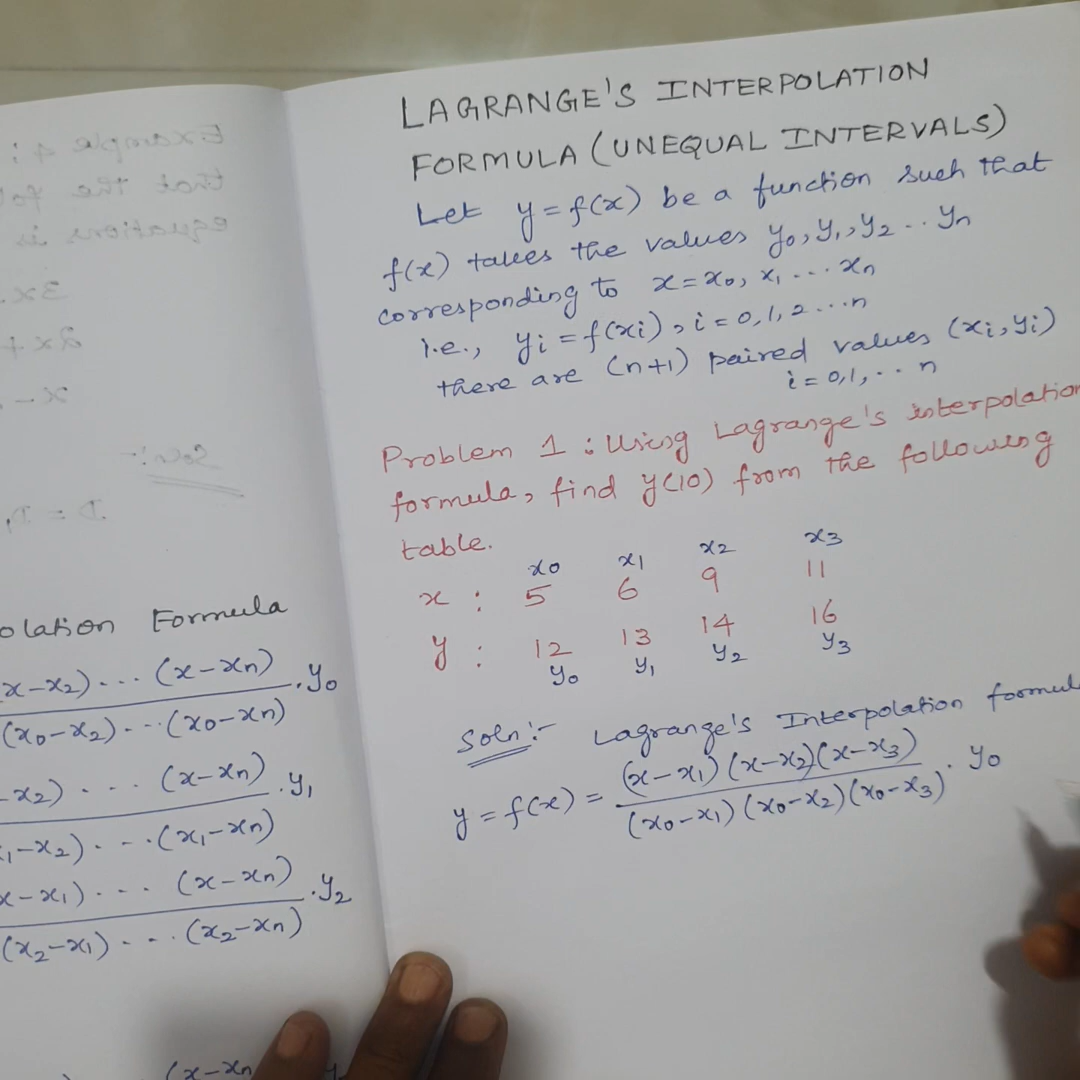 LAGRANGE'S INTERPOLATION
FORMULA (UNEQUAL INTERVALS)
Let y = f(x) be a function such that
f(x) takes the values y₀, y₁, y₂ .. yₙ
corresponding to x = x₀, x₁ ... xₙ
i.e., yᵢ = f(xᵢ), i = 0, 1, 2 ... n
there are (n+1) paired values (xᵢ, yᵢ)
i = 0, 1, .. n
Problem 1 : Using Lagrange's interpolation
formula, find y(10) from the following
table.
x₀ x₁ x₂ x₃
x : 5 6 9 11
y : 12 13 14 16
y₀ y₁ y₂ y₃
Soln :- Lagrange's Interpolation formul
y = f(x) = (x-x₁)(x-x₂)(x-x₃) / (x₀-x₁)(x₀-x₂)(x₀-x₃) . y₀
olation Formula
(x-x₂) ... (x-xₙ) / (x₀-x₂) ... (x₀-xₙ) . y₀
-x₂) ... (x-xₙ) / ₁-x₂) ... (x₁-xₙ) . y₁
x-x₁) ... (x-xₙ) / (x₂-x₁) ... (x₂-xₙ) . y₂
(x-xₙ